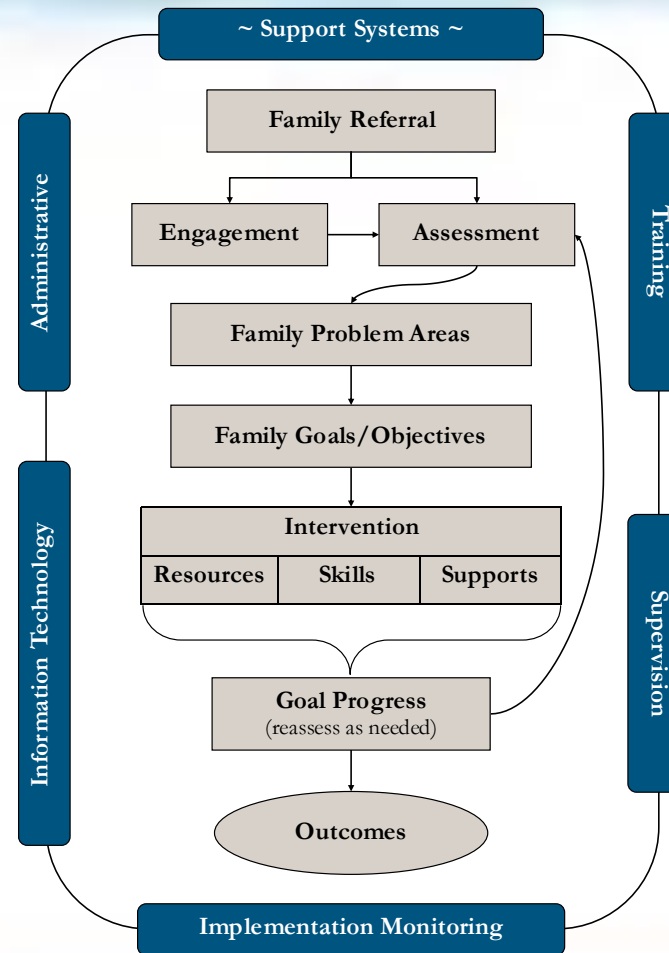 ~ Support Systems ~
Family Referral
Administrative
Training
Engagement
Assessment
Family Problem Areas
Family Goals/Objectives
Intervention
Resources
Skills
Supports
Information Technology
Supervision
Goal Progress
(reassess as needed)
Outcomes
Implementation Monitoring